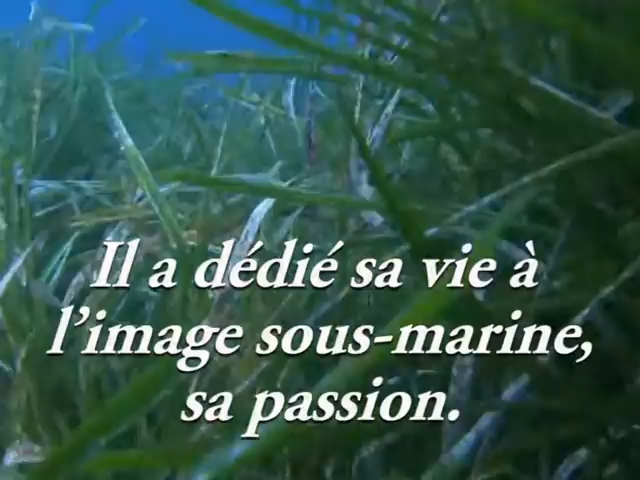 Il a dédié sa vie à
l’image sous-marine,
sa passion.